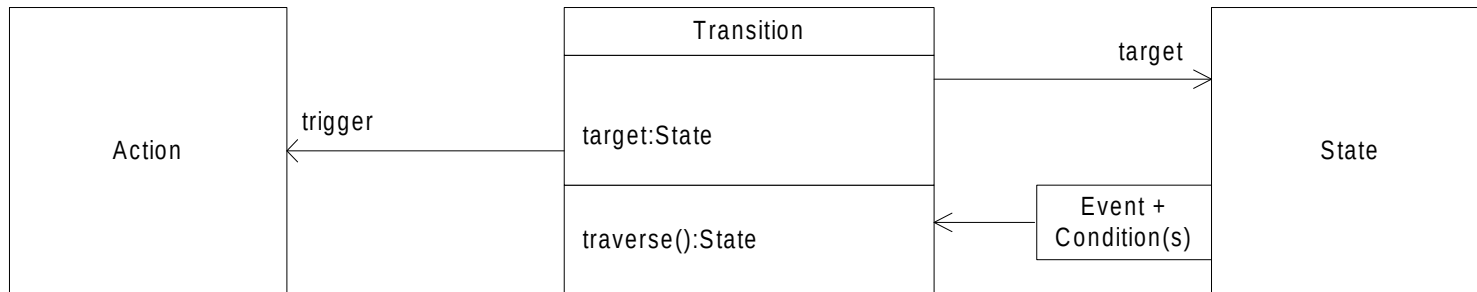 Action
trigger
Transition
target:State
traverse():State
target
Event +
Condition(s)
State